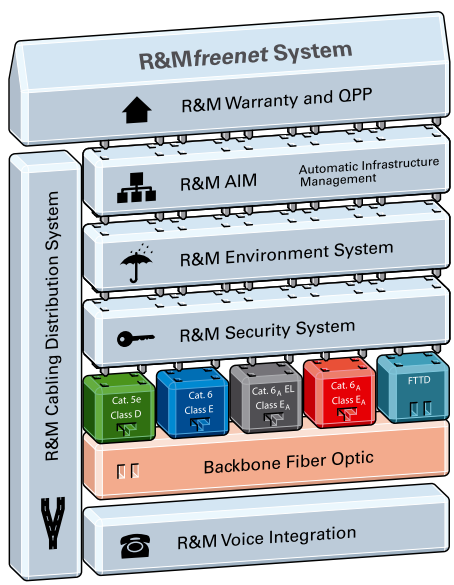 R&Mfreenet System
R&M Warranty and QPP
R&M Cabling Distribution System
R&M AIM
Automatic Infrastructure
Management
R&M Environment System
R&M Security System
Cat. 5e
Class D
Cat. 6
Class E
Cat. 6A EL
Class EA
Cat. 6A
Class EA
FTTD
Backbone Fiber Optic
R&M Voice Integration